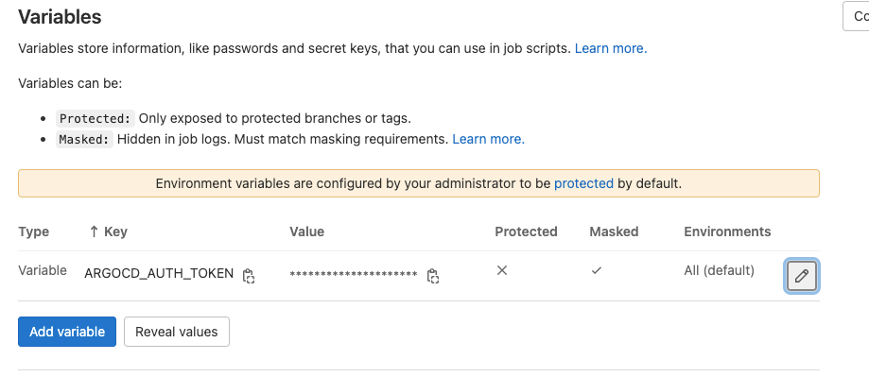 Variables
Co
Variables store information, like passwords and secret keys, that you can use in job scripts. Learn more.
Variables can be:
• Protected: Only exposed to protected branches or tags.
• Masked: Hidden in job logs. Must match masking requirements. Learn more.
Environment variables are configured by your administrator to be protected by default.
Type ↑ Key Value Protected Masked Environments
Variable ARGOCD_AUTH_TOKEN ********************* ✕ ✓ All (default)
Add variable Reveal values